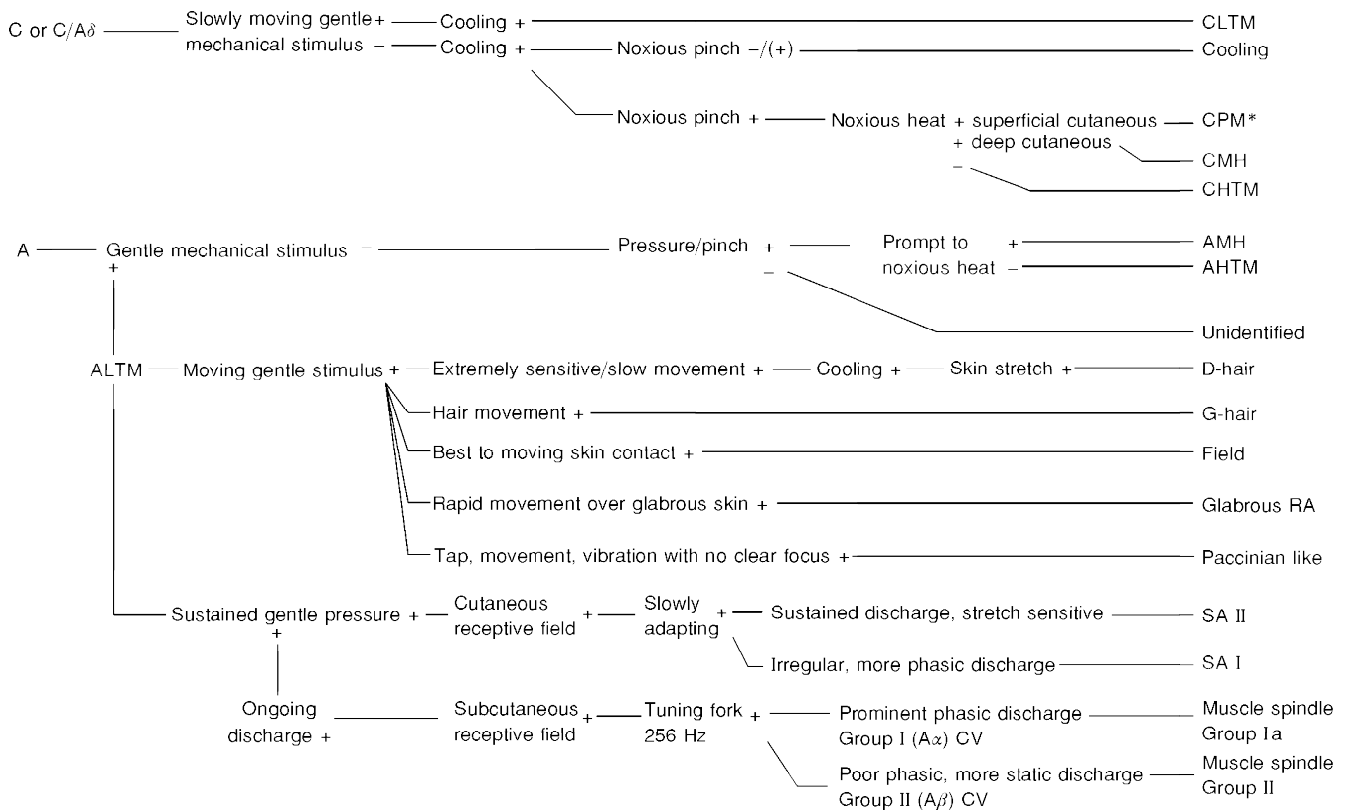 C or C/Aδ Slowly moving gentle + Cooling + CLTM
mechanical stimulus − Cooling + Noxious pinch −/(+) Cooling
Noxious pinch + Noxious heat + superficial cutaneous CPM*
+ deep cutaneous
CMH
−
CHTM
A Gentle mechanical stimulus − Pressure/pinch + Prompt to + AMH
+ − noxious heat − AHTM
Unidentified
ALTM Moving gentle stimulus + Extremely sensitive/slow movement + Cooling + Skin stretch + D-hair
Hair movement + G-hair
Best to moving skin contact + Field
Rapid movement over glabrous skin + Glabrous RA
Tap, movement, vibration with no clear focus + Paccinian like
Sustained gentle pressure + Cutaneous receptive field + Slowly adapting + Sustained discharge, stretch sensitive SA II
+
Irregular, more phasic discharge SA I
Ongoing discharge + Subcutaneous receptive field + Tuning fork 256 Hz + Prominent phasic discharge Muscle spindle
Group I (Aα) CV Group Ia
Poor phasic, more static discharge Muscle spindle
Group II (Aβ) CV Group II